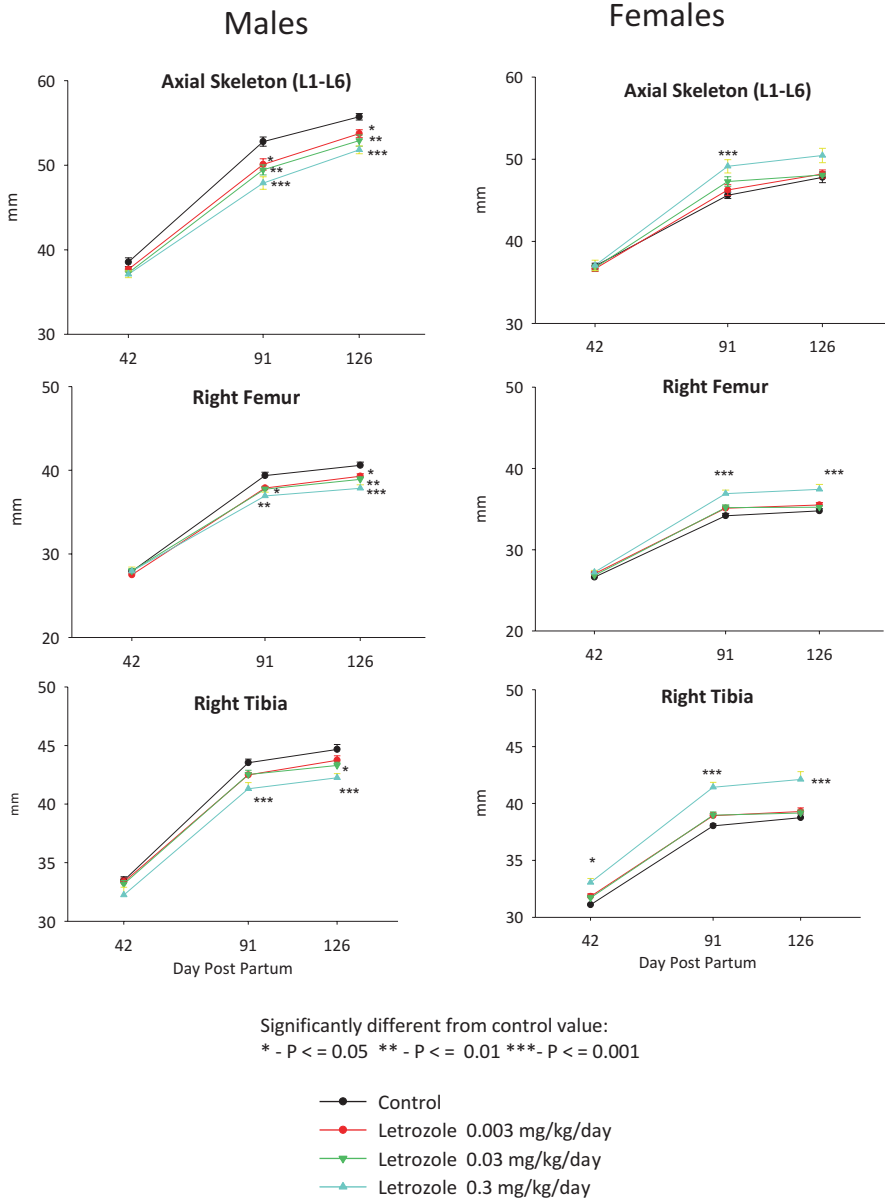 Males
Females
Axial Skeleton (L1-L6)
60
50
40
30
mm
*
**
***
*
**
***
42
91
126
Axial Skeleton (L1-L6)
60
50
40
30
mm
***
42
91
126
Right Femur
50
40
30
20
mm
*
**
*
**
***
42
91
126
Right Femur
50
40
30
20
mm
***
***
42
91
126
Right Tibia
50
45
40
35
30
mm
***
*
***
42
91
126
Day Post Partum
Right Tibia
50
45
40
35
30
mm
*
***
***
42
91
126
Day Post Partum
Significantly different from control value:
* - P < = 0.05 ** - P < = 0.01 ***- P < = 0.001
Control
Letrozole 0.003 mg/kg/day
Letrozole 0.03 mg/kg/day
Letrozole 0.3 mg/kg/day